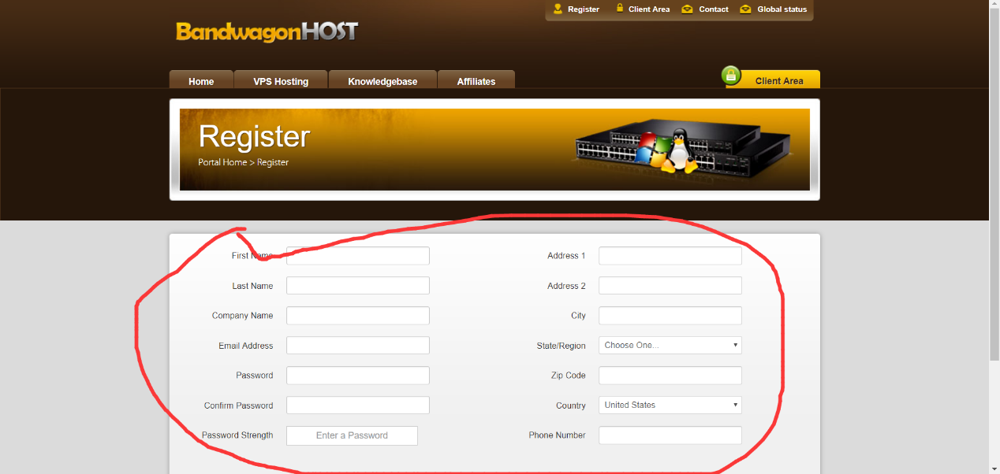 Register Client Area Contact Global status
BandwagonHOST
Home VPS Hosting Knowledgebase Affiliates Client Area
Register
Portal Home > Register
First Name
Last Name
Company Name
Email Address
Password
Confirm Password
Password Strength Enter a Password
Address 1
Address 2
City
State/Region Choose One...
Zip Code
Country United States
Phone Number